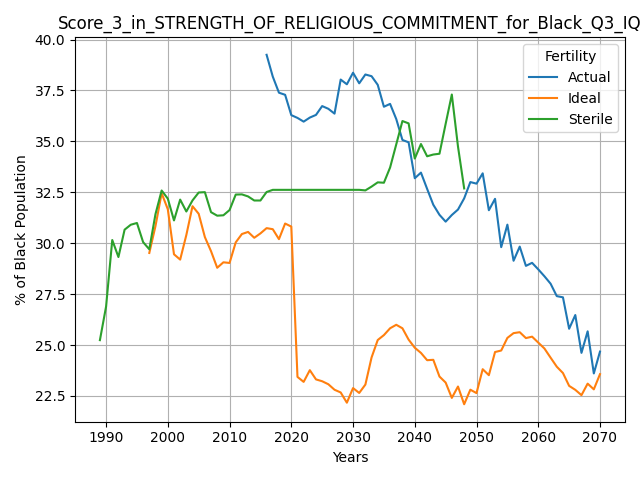 Score_3_in_STRENGTH_OF_RELIGIOUS_COMMITMENT_for_Black_Q3_IQ
40.0
37.5
35.0
32.5
30.0
27.5
25.0
22.5
% of Black Population
Fertility
Actual
Ideal
Sterile
1990 2000 2010 2020 2030 2040 2050 2060 2070
Years